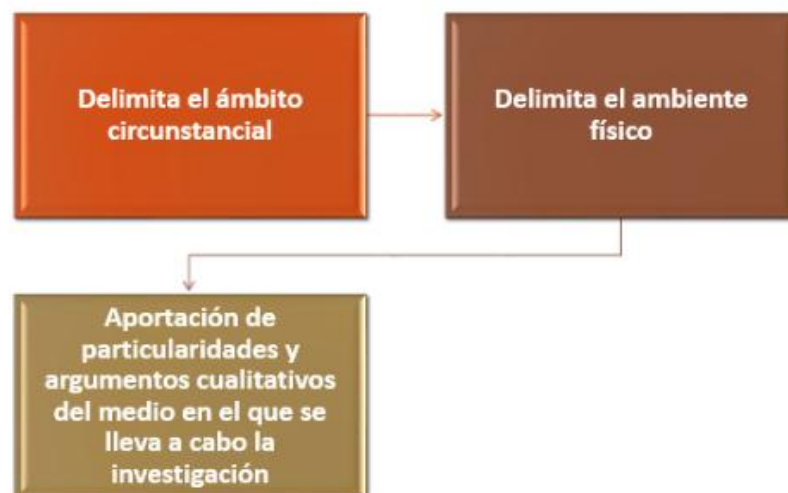 Delimita el ámbito
circunstancial
Delimita el ambiente
físico
Aportación de
particularidades y
argumentos cualitativos
del medio en el que se
lleva a cabo la
investigación